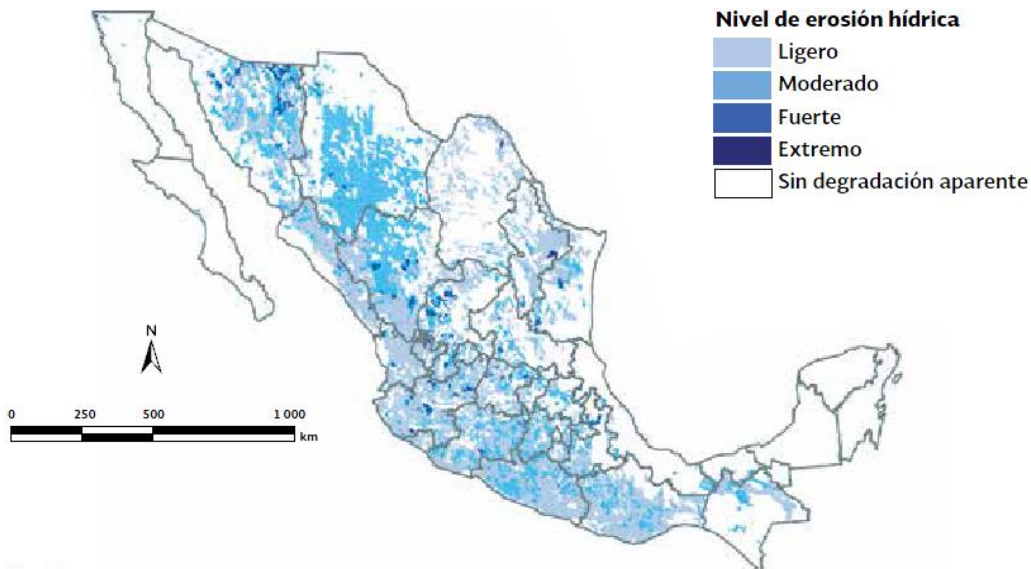 Nivel de erosión hídrica
Ligero
Moderado
Fuerte
Extremo
Sin degradación aparente
N
0 250 500 1 000
km